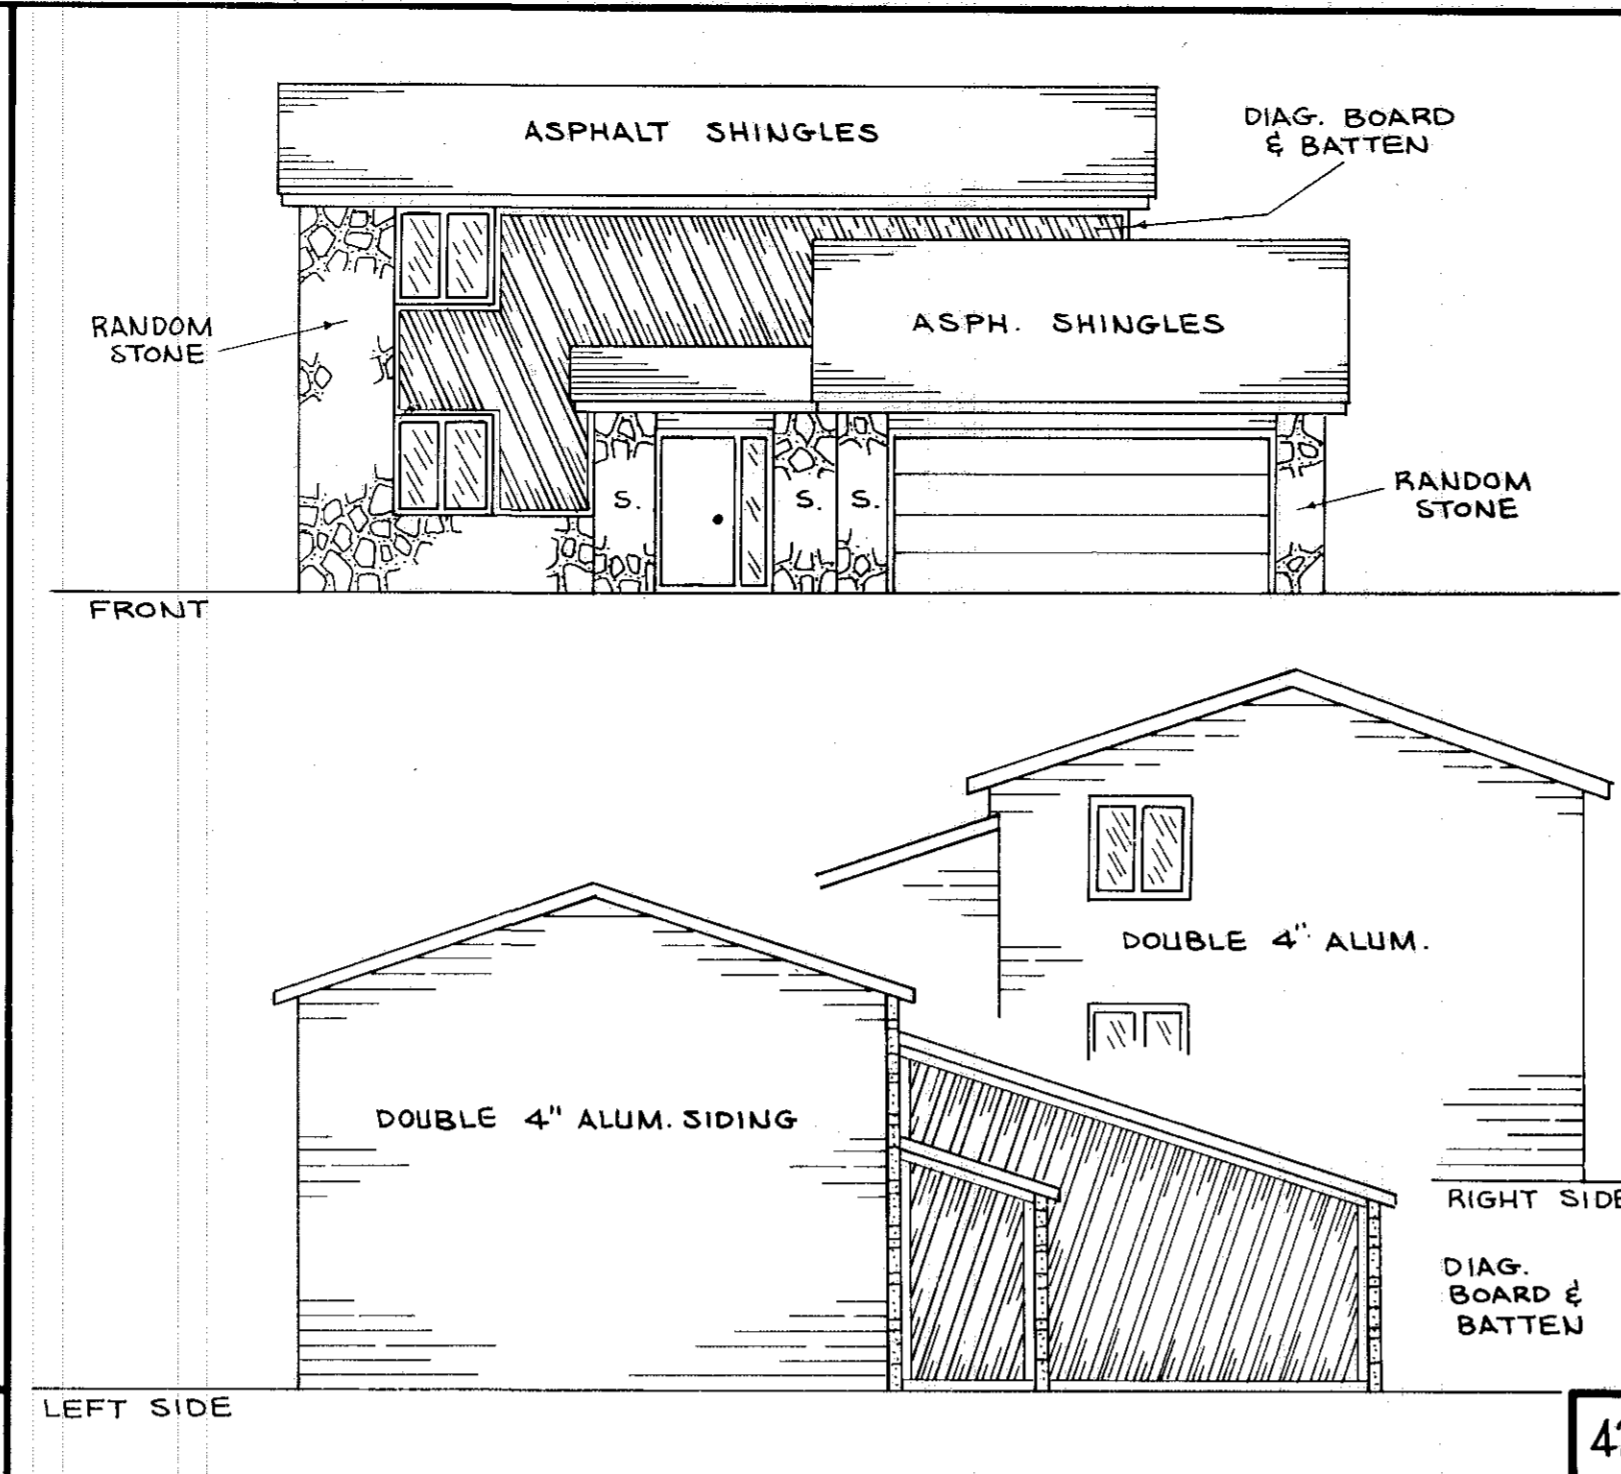 ASPHALT SHINGLES
DIAG. BOARD
& BATTEN
RANDOM
STONE
ASPH. SHINGLES
S.
S.
S.
RANDOM
STONE
FRONT
DOUBLE 4" ALUM.
DOUBLE 4" ALUM. SIDING
RIGHT SIDE
DIAG.
BOARD &
BATTEN
LEFT SIDE